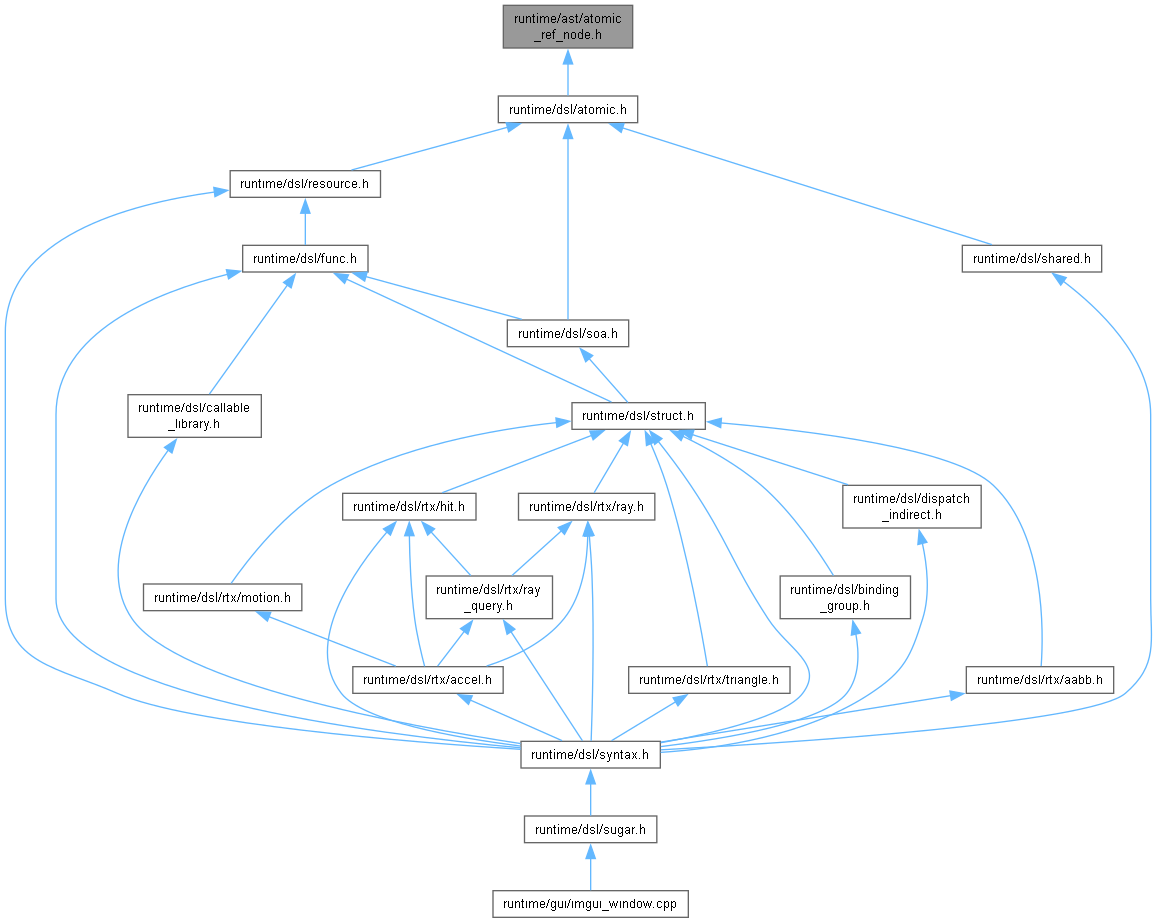 runtime/ast/atomic
_ref_node.h
runtime/dsl/atomic.h
runtime/dsl/resource.h
runtime/dsl/func.h
runtime/dsl/shared.h
runtime/dsl/soa.h
runtime/dsl/callable
_library.h
runtime/dsl/struct.h
runtime/dsl/rtx/hit.h
runtime/dsl/rtx/ray.h
runtime/dsl/dispatch
_indirect.h
runtime/dsl/rtx/motion.h
runtime/dsl/rtx/ray
_query.h
runtime/dsl/binding
_group.h
runtime/dsl/rtx/accel.h
runtime/dsl/rtx/triangle.h
runtime/dsl/rtx/aabb.h
runtime/dsl/syntax.h
runtime/dsl/sugar.h
runtime/gui/imgui_window.cpp